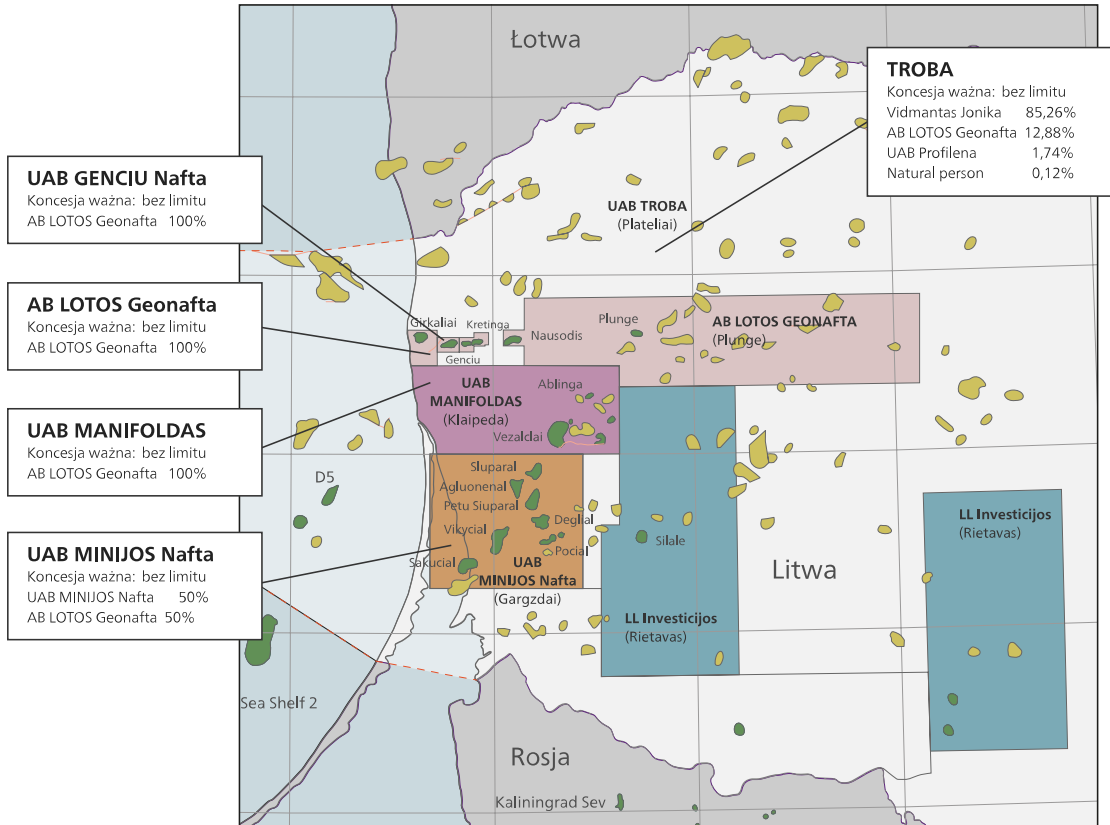 Łotwa
TROBA
Koncesja ważna: bez limitu
Vidmantas Jonika 85,26%
AB LOTOS Geonafta 12,88%
UAB Profilena 1,74%
Natural person 0,12%
UAB GENCIU Nafta
Koncesja ważna: bez limitu
AB LOTOS Geonafta 100%
UAB TROBA
(Plateliai)
AB LOTOS Geonafta
Koncesja ważna: bez limitu
AB LOTOS Geonafta 100%
Girkaliai
Kretinga
Genciu
Nausodis
Plunge
AB LOTOS GEONAFTA
(Plunge)
UAB
MANIFOLDAS
(Klaipeda)
Ablinga
Vezaldai
UAB MANIFOLDAS
Koncesja ważna: bez limitu
AB LOTOS Geonafta 100%
D5
Sluparal
Agluonenal
Petu Siuparal
Vikycial
Deglial
Pocial
Sakucial
UAB
MINIJOS Nafta
(Gargzdai)
Silale
Litwa
LL Investicijos
(Rietavas)
UAB MINIJOS Nafta
Koncesja ważna: bez limitu
UAB MINIJOS Nafta 50%
AB LOTOS Geonafta 50%
LL Investicijos
(Rietavas)
Sea Shelf 2
Rosja
Kaliningrad Sev